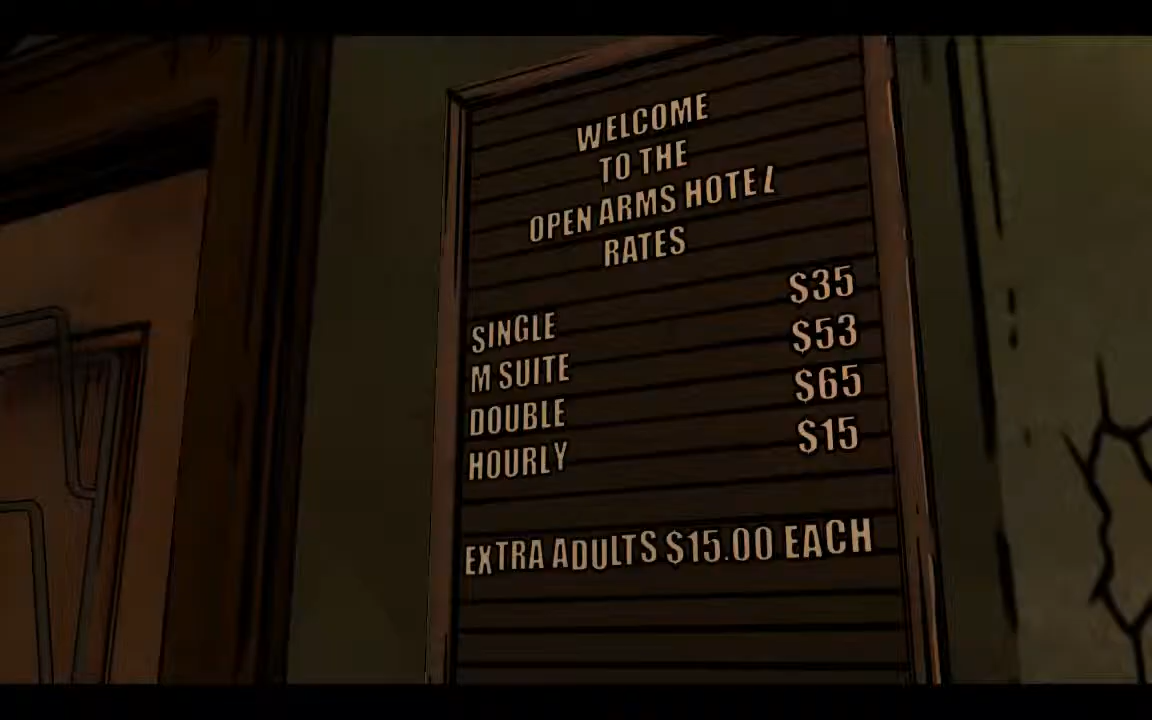 WELCOME
TO THE
OPEN ARMS HOTEL
RATES
SINGLE $35
M SUITE $53
DOUBLE $65
HOURLY $15
EXTRA ADULTS $15.00 EACH